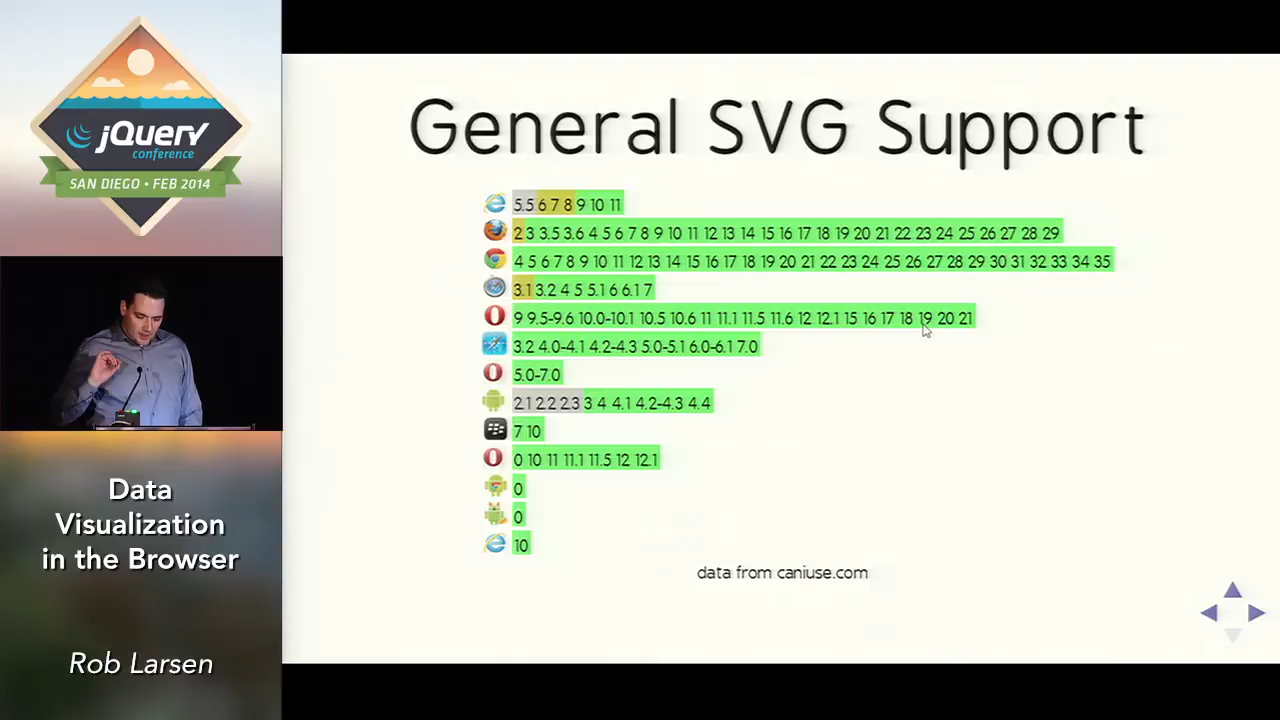 jQuery
conference
SAN DIEGO • FEB 2014
Data
Visualization
in the Browser
Rob Larsen
General SVG Support
5.5 6 7 8 9 10 11
2 3 3.5 3.6 4 5 6 7 8 9 10 11 12 13 14 15 16 17 18 19 20 21 22 23 24 25 26 27 28 29
4 5 6 7 8 9 10 11 12 13 14 15 16 17 18 19 20 21 22 23 24 25 26 27 28 29 30 31 32 33 34 35
3.1 3.2 4 5 5.1 6 6.1 7
9 9.5-9.6 10.0-10.1 10.5 10.6 11 11.1 11.5 11.6 12 12.1 15 16 17 18 19 20 21
3.2 4.0-4.1 4.2-4.3 5.0-5.1 6.0-6.1 7.0
5.0-7.0
2.1 2.2 2.3 3 4 4.1 4.2-4.3 4.4
7 10
0 10 11 11.1 11.5 12 12.1
0
0
10
data from caniuse.com